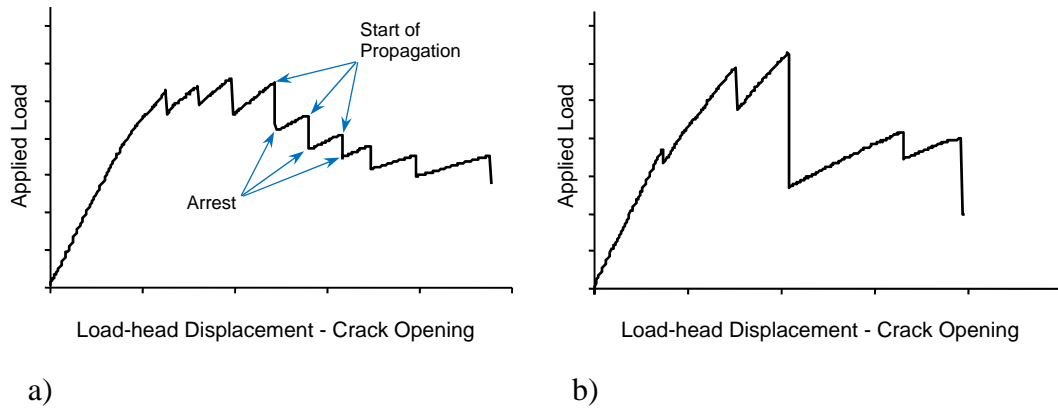 Start of
Propagation
Applied Load
Arrest
Load-head Displacement - Crack Opening
a)
Applied Load
Load-head Displacement - Crack Opening
b)